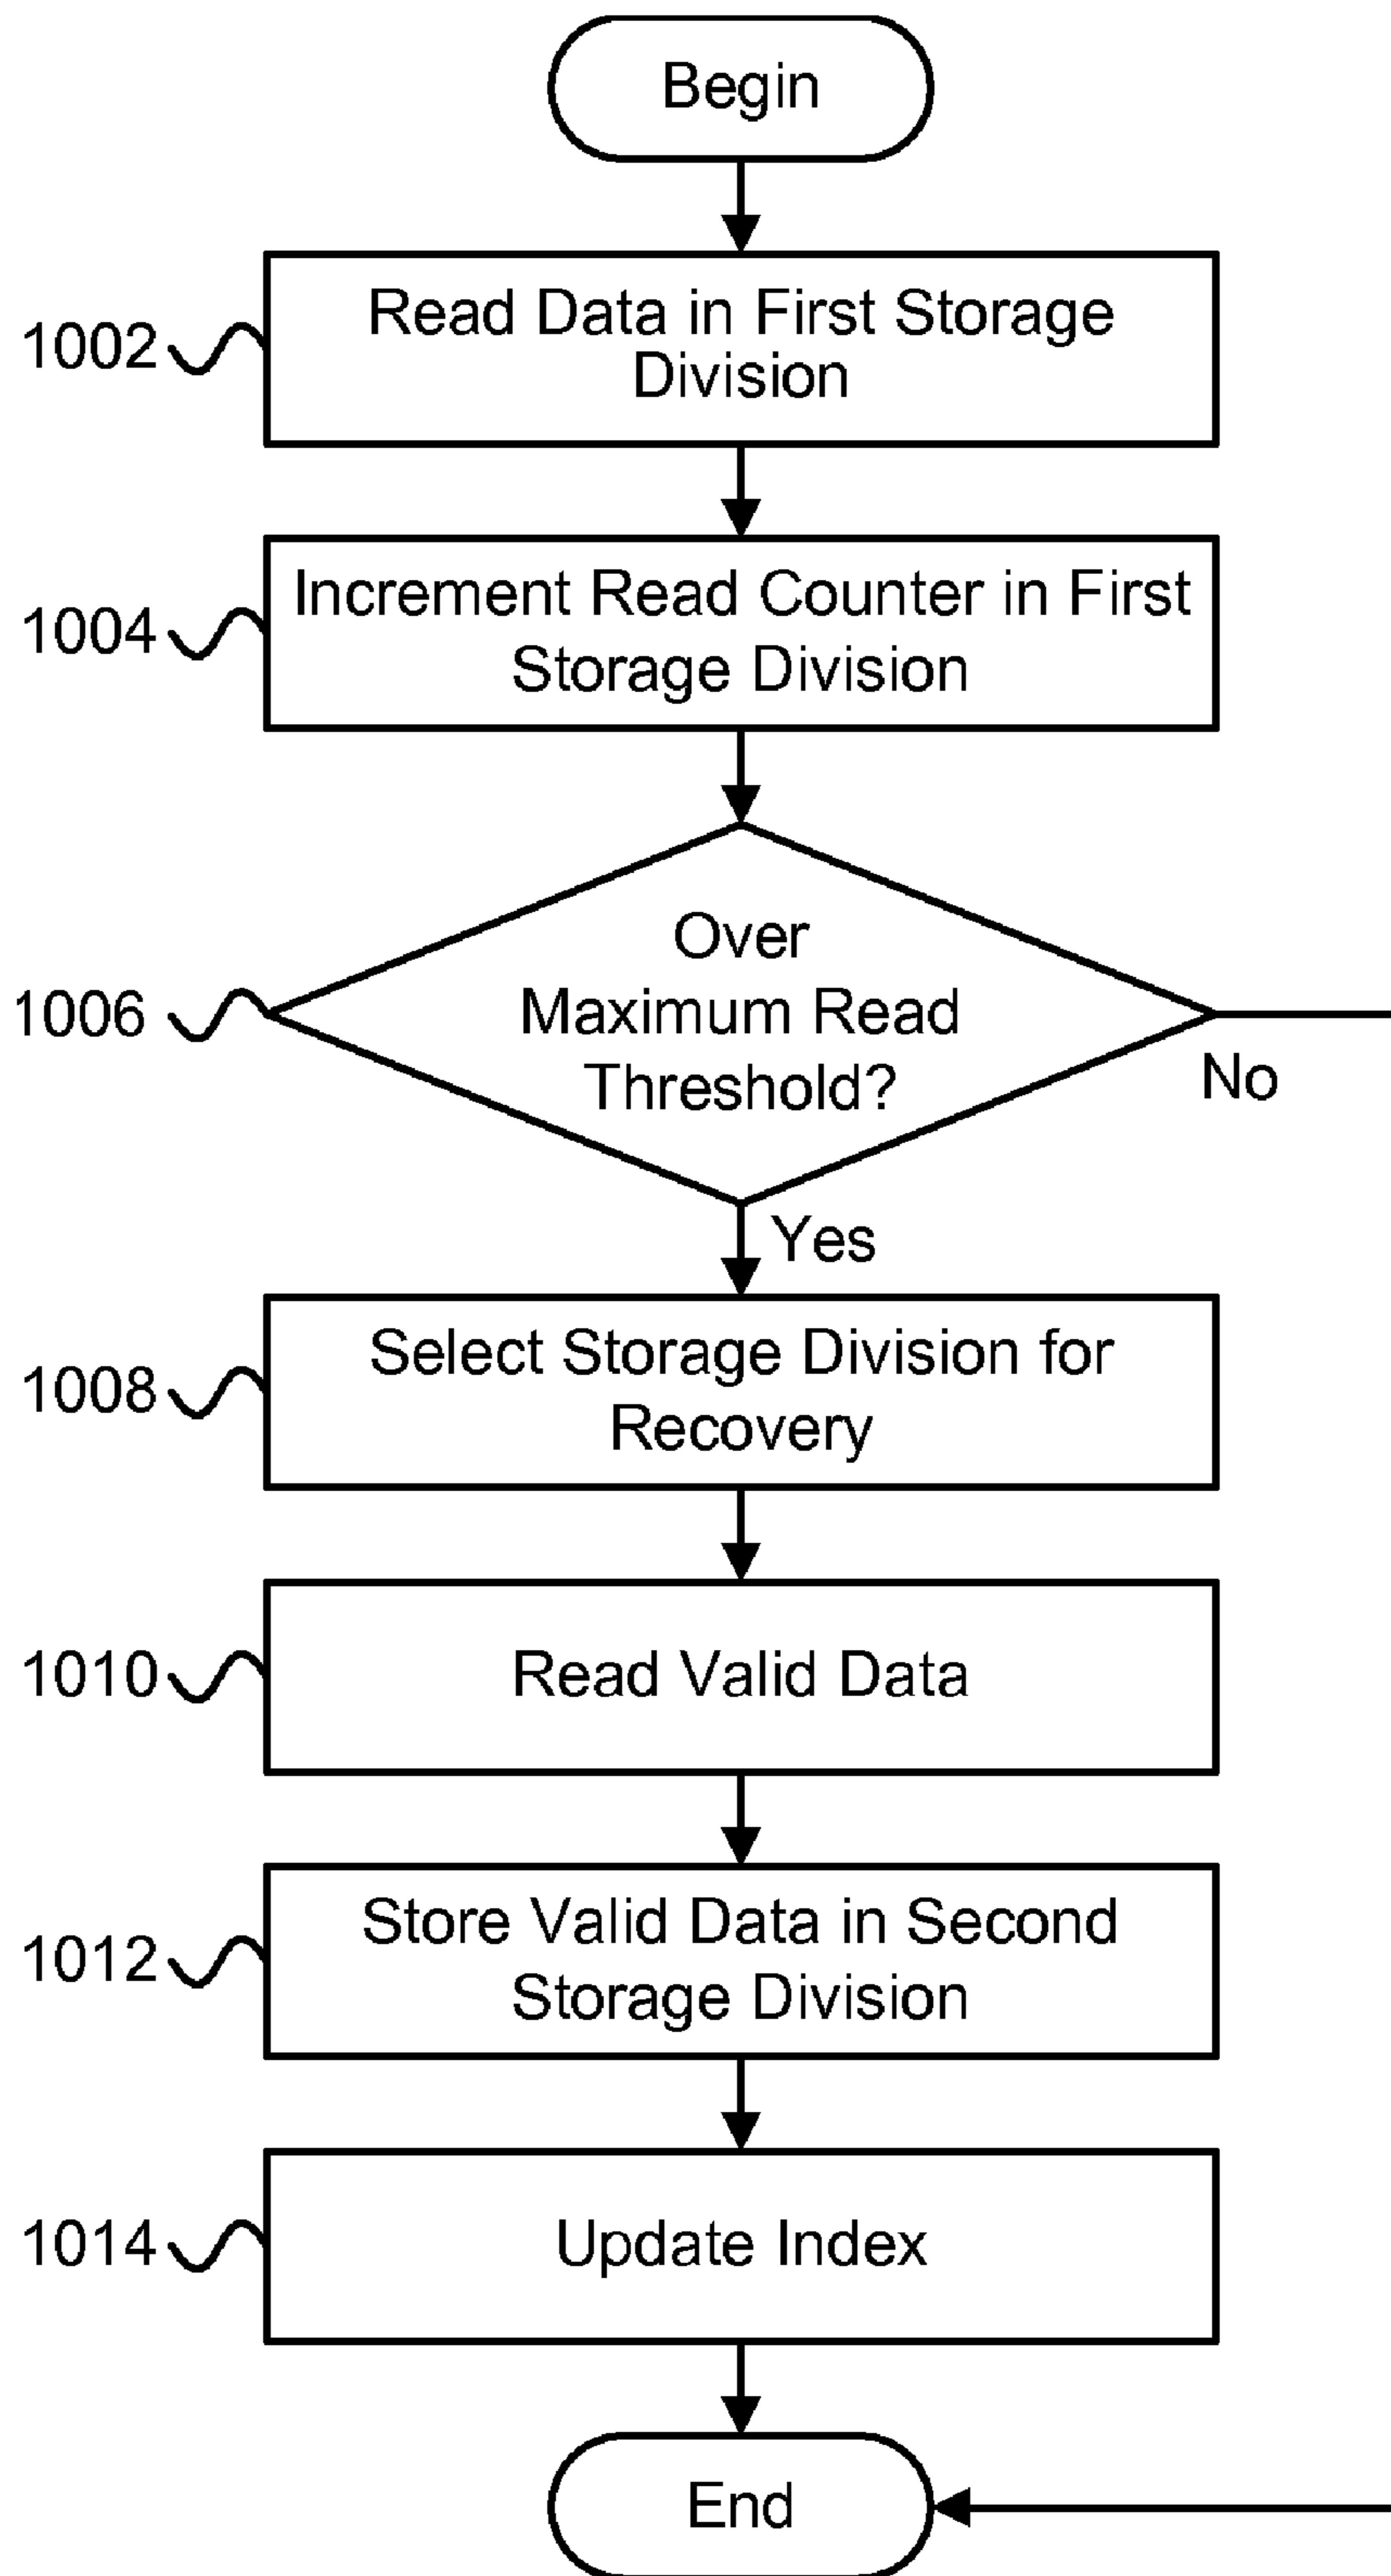 Begin
1002
Read Data in First Storage
Division
1004
Increment Read Counter in First
Storage Division
1006
Over
Maximum Read
Threshold?
No
Yes
1008
Select Storage Division for
Recovery
1010
Read Valid Data
1012
Store Valid Data in Second
Storage Division
1014
Update Index
End